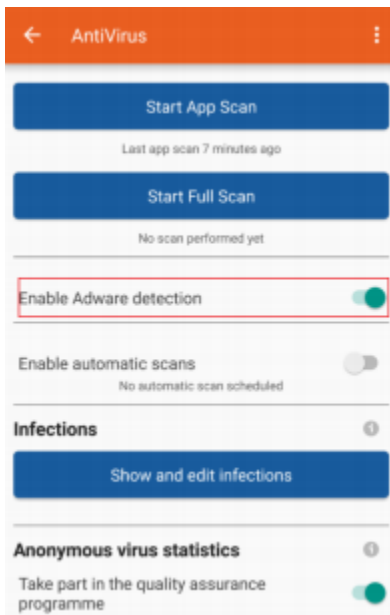 AntiVirus
Start App Scan
Last app scan 7 minutes ago
Start Full Scan
No scan performed yet
Enable Adware detection
Enable automatic scans
No automatic scan scheduled
Infections
Show and edit infections
Anonymous virus statistics
Take part in the quality assurance
programme